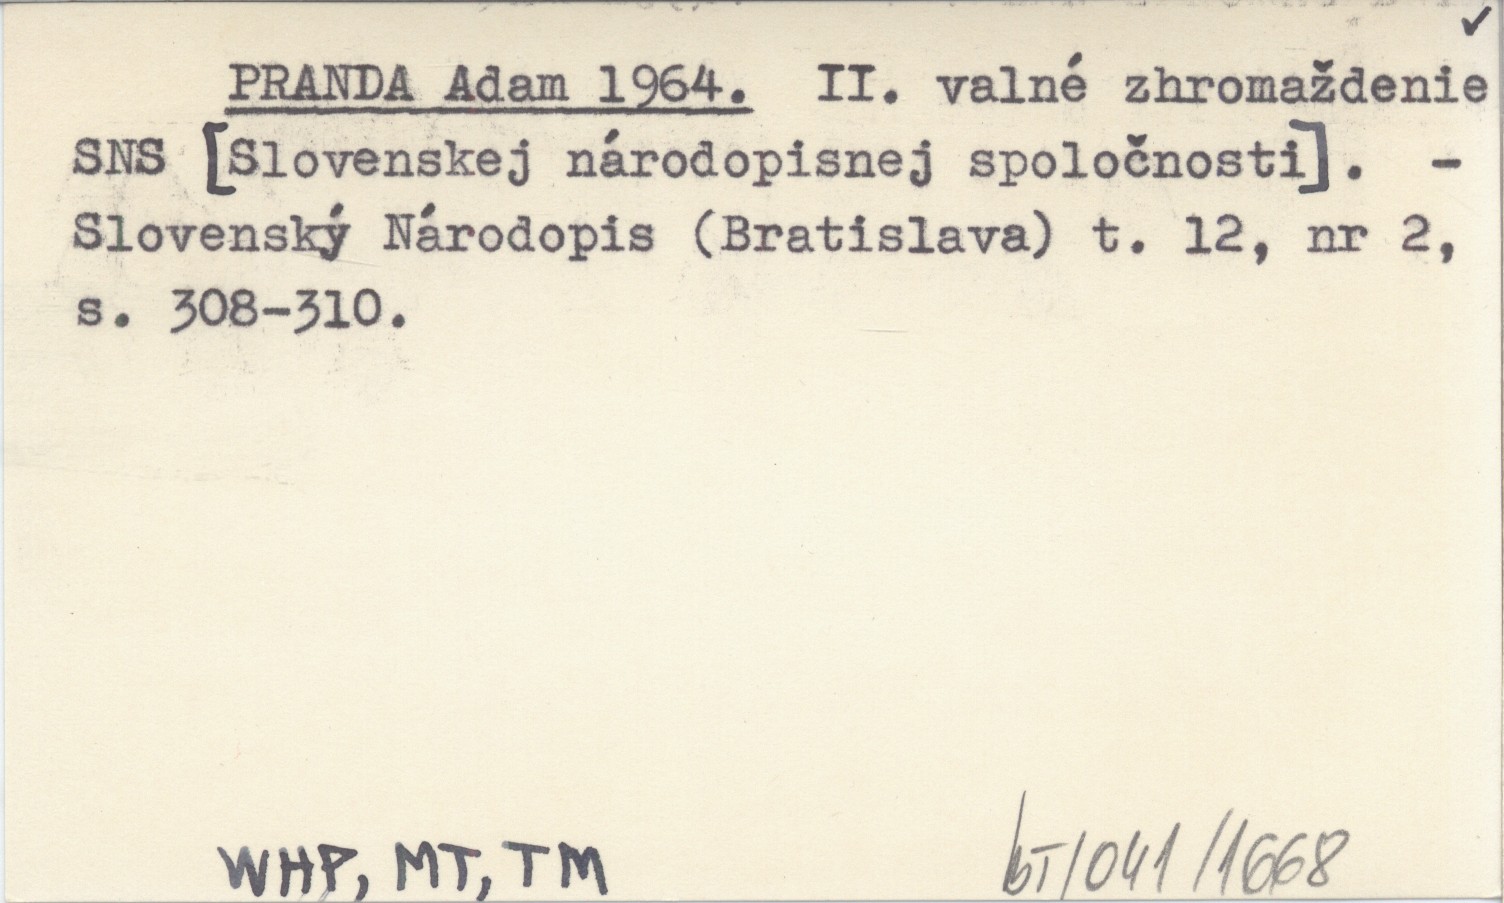 ✓
PRANDA Adam 1964. II. valné zhromaždenie
SNS [Slovenskej národopisnej spoločnosti]. -
Slovenský Národopis (Bratislava) t. 12, nr 2,
s. 308-310.
WHP, MT, TM
bT/041/1668